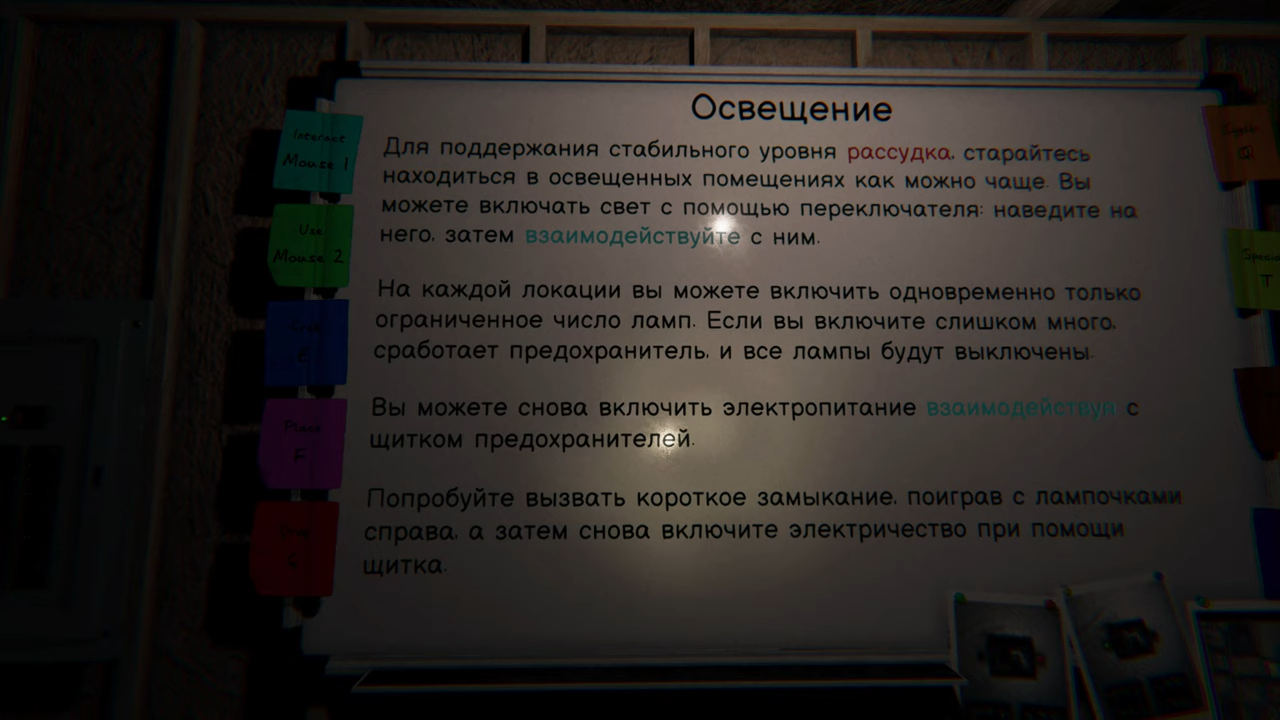 Освещение
Для поддержания стабильного уровня рассудка, старайтесь
находиться в освещенных помещениях как можно чаще. Вы
можете включать свет с помощью переключателя: наведите на
него, затем взаимодействуйте с ним.
На каждой локации вы можете включить одновременно только
ограниченное число ламп. Если вы включите слишком много,
сработает предохранитель, и все лампы будут выключены.
Вы можете снова включить электропитание взаимодействуя с
щитком предохранителей.
Попробуйте вызвать короткое замыкание, поиграв с лампочками
справа, а затем снова включите электричество при помощи
щитка.
Interact
Mouse 1
Use
Mouse 2
Grab
E
Place
F
Drop
G
Q
T